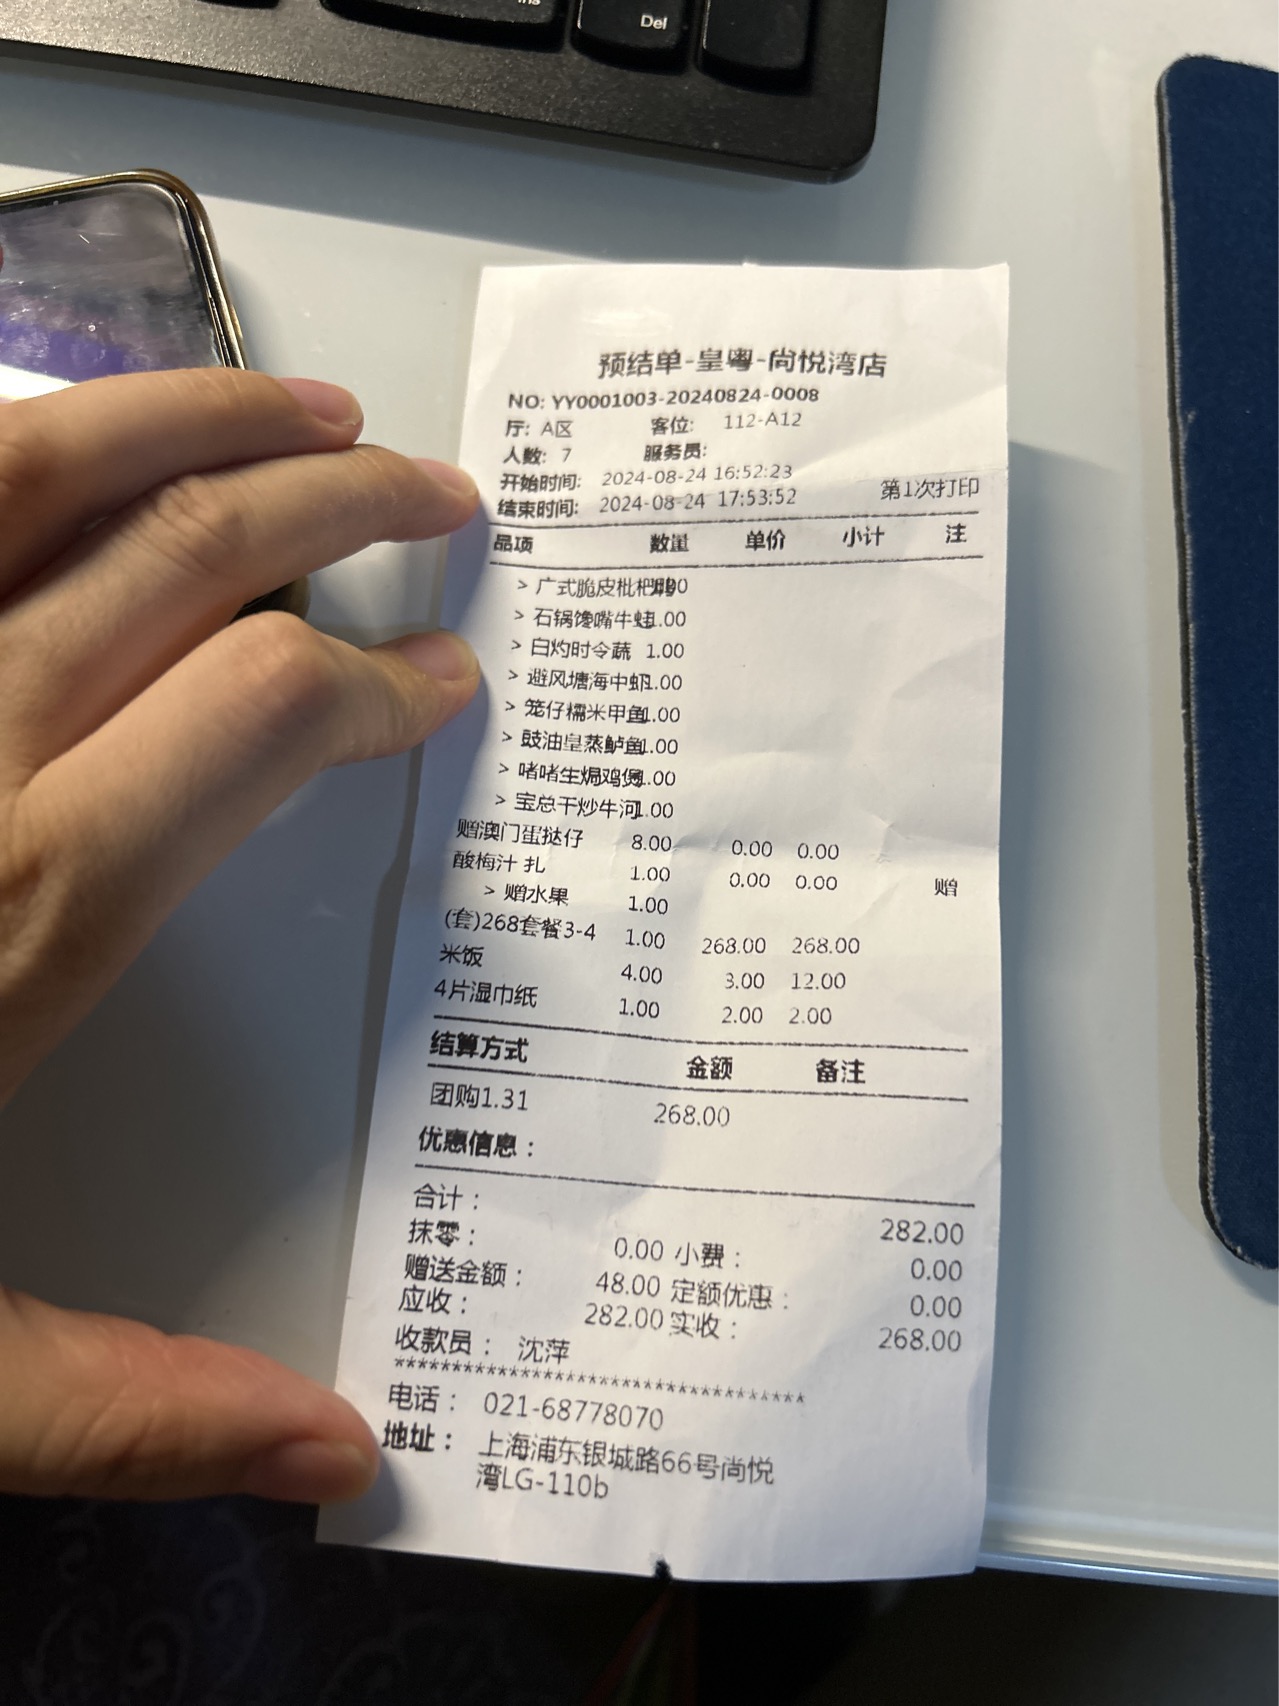 Ins
Del
预结单-皇粤-尚悦湾店
NO: YY0001003-20240824-0008
厅: A区 客位: 112-A12
人数: 7 服务员:
开始时间: 2024-08-24 16:52:23
结束时间: 2024-08-24 17:53:52 第1次打印
品项 数量 单价 小计 注
> 广式脆皮枇杷鸭1.00
> 石锅馋嘴牛蛙1.00
> 白灼时令蔬 1.00
> 避风塘海中虾1.00
> 笼仔糯米甲鱼1.00
> 鼓油皇蒸鲈鱼1.00
> 啫啫生焗鸡煲1.00
> 宝总干炒牛河1.00
赠澳门蛋挞仔 8.00 0.00 0.00
酸梅汁 扎 1.00 0.00 0.00 赠
> 赠水果 1.00
(套)268套餐3-4 1.00 268.00 268.00
米饭 4.00 3.00 12.00
4片湿巾纸 1.00 2.00 2.00
结算方式 金额 备注
团购1.31 268.00
优惠信息：
合计： 282.00
抹零： 0.00 小费： 0.00
赠送金额： 48.00 定额优惠： 0.00
应收： 282.00 实收： 268.00
收款员： 沈萍
************************************
电话： 021-68778070
地址： 上海浦东银城路66号尚悦
湾LG-110b